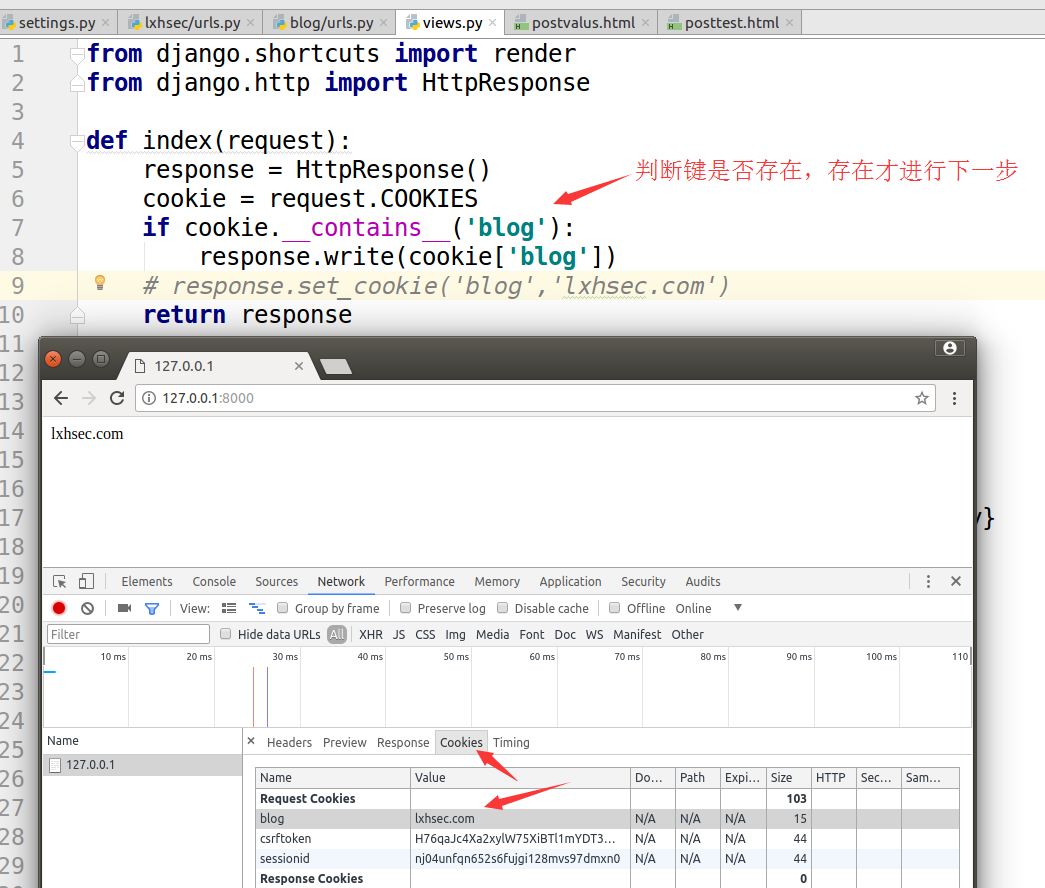 settings.py lxhsec/urls.py blog/urls.py views.py postvalus.html posttest.html
1 from django.shortcuts import render
2 from django.http import HttpResponse
3
4 def index(request):
5 response = HttpResponse()
判断键是否存在，存在才进行下一步
6 cookie = request.COOKIES
7 if cookie.__contains__('blog'):
8 response.write(cookie['blog'])
9 # response.set_cookie('blog','lxhsec.com')
10 return response
11
12
13
14
15
16
17 }
18
19
20
21
22
23
24
25
26
27
28
29
127.0.0.1
127.0.0.1:8000
lxhsec.com
Elements Console Sources Network Performance Memory Application Security Audits
View: Group by frame Preserve log Disable cache Offline Online
Filter Hide data URLs All XHR JS CSS Img Media Font Doc WS Manifest Other
10 ms 20 ms 30 ms 40 ms 50 ms 60 ms 70 ms 80 ms 90 ms 100 ms 110
Name
127.0.0.1
Headers Preview Response Cookies Timing
Name Value Do... Path Expi... Size HTTP Sec... Sam...
Request Cookies 103
blog lxhsec.com N/A N/A N/A 15
csrftoken H76qaJc4Xa2xylW75XiBTl1mYDT3... N/A N/A N/A 44
sessionid nj04unfqn652s6fujgi128mvs97dmxn0 N/A N/A N/A 44
Response Cookies 0